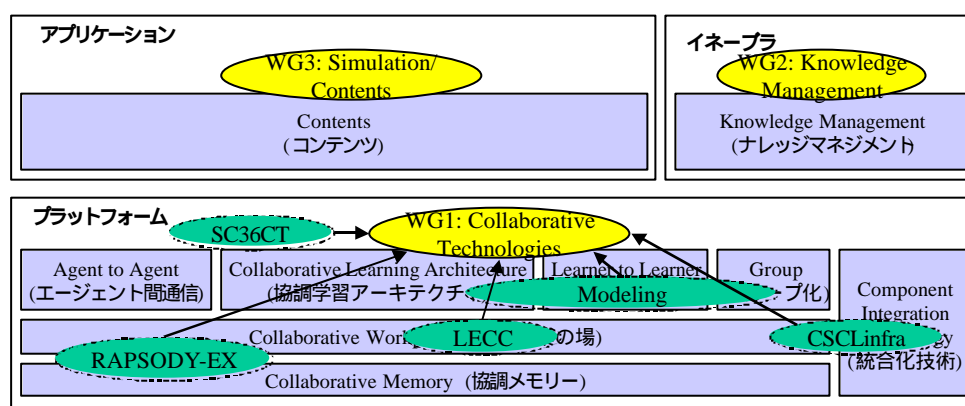 アプリケーション
WG3: Simulation/
Contents
Contents
(コンテンツ)
イネーブラ
WG2: Knowledge
Management
Knowledge Management
(ナレッジマネジメント)
プラットフォーム
SC36CT
WG1: Collaborative
Technologies
Agent to Agent
(エージェント間通信)
Collaborative Learning Architecture
(協調学習アーキテクチ
Learner to Learner
Modeling
Group
プ化)
Component
Integration
gy
(統合化技術)
Collaborative Work
の場)
LECC
CSCLinfra
RAPSODY-EX
Collaborative Memory (協調メモリー)